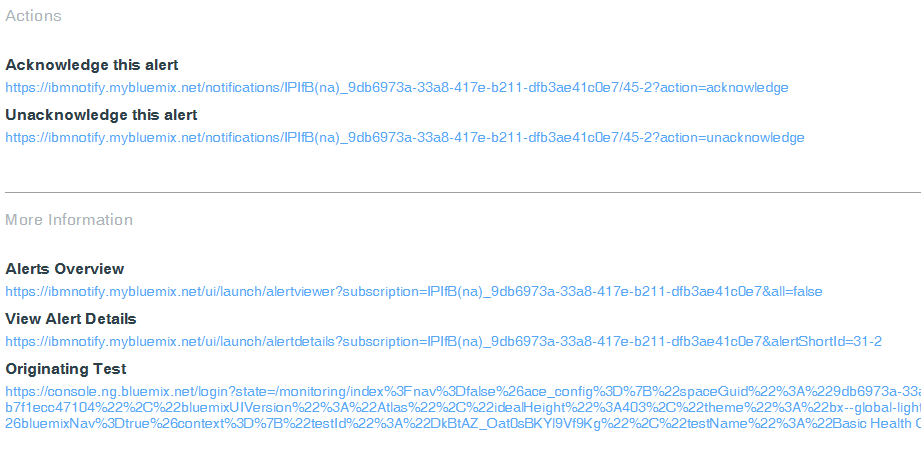 Actions
Acknowledge this alert
https://ibmnotify.mybluemix.net/notifications/IPIfB(na)_9db6973a-33a8-417e-b211-dfb3ae41c0e7/45-2?action=acknowledge
Unacknowledge this alert
https://ibmnotify.mybluemix.net/notifications/IPIfB(na)_9db6973a-33a8-417e-b211-dfb3ae41c0e7/45-2?action=unacknowledge
More Information
Alerts Overview
https://ibmnotify.mybluemix.net/ui/launch/alertviewer?subscription=IPIfB(na)_9db6973a-33a8-417e-b211-dfb3ae41c0e7&all=false
View Alert Details
https://ibmnotify.mybluemix.net/ui/launch/alertdetails?subscription=IPIfB(na)_9db6973a-33a8-417e-b211-dfb3ae41c0e7&alertShortId=31-2
Originating Test
https://console.ng.bluemix.net/login?state=/monitoring/index%3Fnav%3Dfalse%26ace_config%3D%7B%22spaceGuid%22%3A%229db6973a-33a
b7f1ecc47104%22%2C%22bluemixUIVersion%22%3A%22Atlas%22%2C%22idealHeight%22%3A403%2C%22theme%22%3A%22bx--global-light
26bluemixNav%3Dtrue%26context%3D%7B%22testId%22%3A%22DkBtAZ_Oat0sBKYl9Vf9Kg%22%2C%22testName%22%3A%22Basic Health C